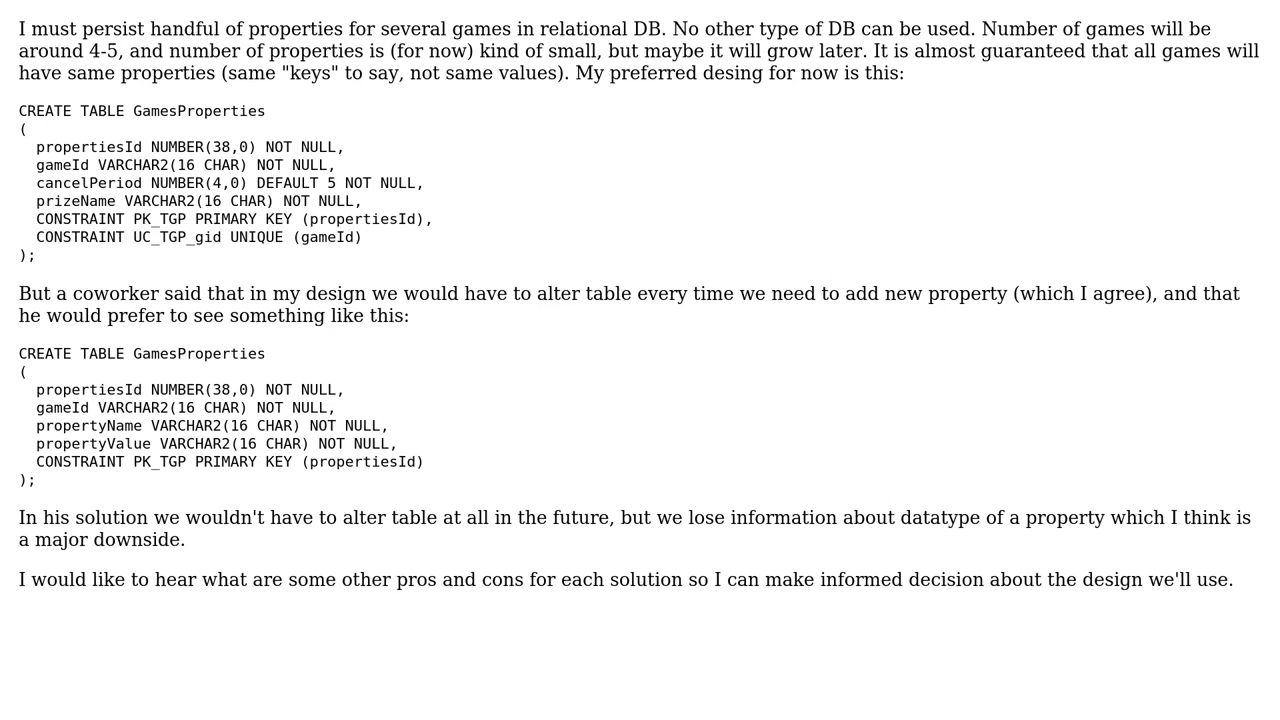 I must persist handful of properties for several games in relational DB. No other type of DB can be used. Number of games will be
around 4-5, and number of properties is (for now) kind of small, but maybe it will grow later. It is almost guaranteed that all games will
have same properties (same "keys" to say, not same values). My preferred desing for now is this:
CREATE TABLE GamesProperties
(
  propertiesId NUMBER(38,0) NOT NULL,
  gameId VARCHAR2(16 CHAR) NOT NULL,
  cancelPeriod NUMBER(4,0) DEFAULT 5 NOT NULL,
  prizeName VARCHAR2(16 CHAR) NOT NULL,
  CONSTRAINT PK_TGP PRIMARY KEY (propertiesId),
  CONSTRAINT UC_TGP_gid UNIQUE (gameId)
);
But a coworker said that in my design we would have to alter table every time we need to add new property (which I agree), and that
he would prefer to see something like this:
CREATE TABLE GamesProperties
(
  propertiesId NUMBER(38,0) NOT NULL,
  gameId VARCHAR2(16 CHAR) NOT NULL,
  propertyName VARCHAR2(16 CHAR) NOT NULL,
  propertyValue VARCHAR2(16 CHAR) NOT NULL,
  CONSTRAINT PK_TGP PRIMARY KEY (propertiesId)
);
In his solution we wouldn't have to alter table at all in the future, but we lose information about datatype of a property which I think is
a major downside.
I would like to hear what are some other pros and cons for each solution so I can make informed decision about the design we'll use.